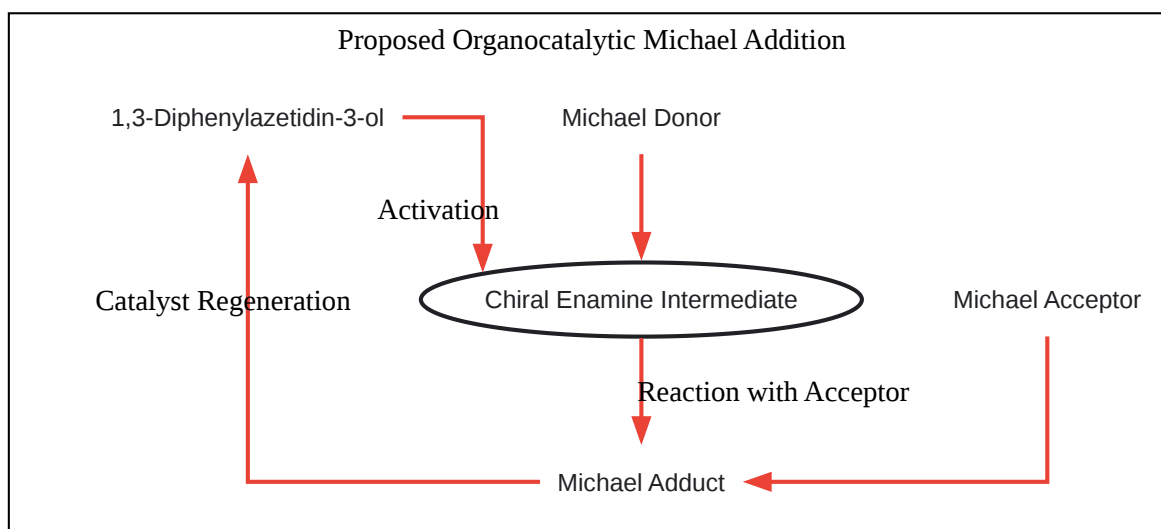 Proposed Organocatalytic Michael Addition
1,3-Diphenylazetidin-3-ol
Michael Donor
Activation
Catalyst Regeneration
Chiral Enamine Intermediate
Michael Acceptor
Reaction with Acceptor
Michael Adduct